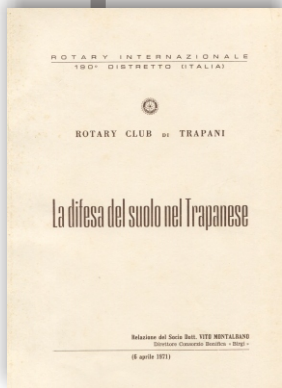 ROTARY INTERNAZIONALE
190° DISTRETTO (ITALIA)
ROTARY CLUB DI TRAPANI
La difesa del suolo nel Trapanese
Relazione del Socio Dott. VITO MONTALBANO
Direttore Consorzio Bonifica « Birgi »
(6 aprile 1971)